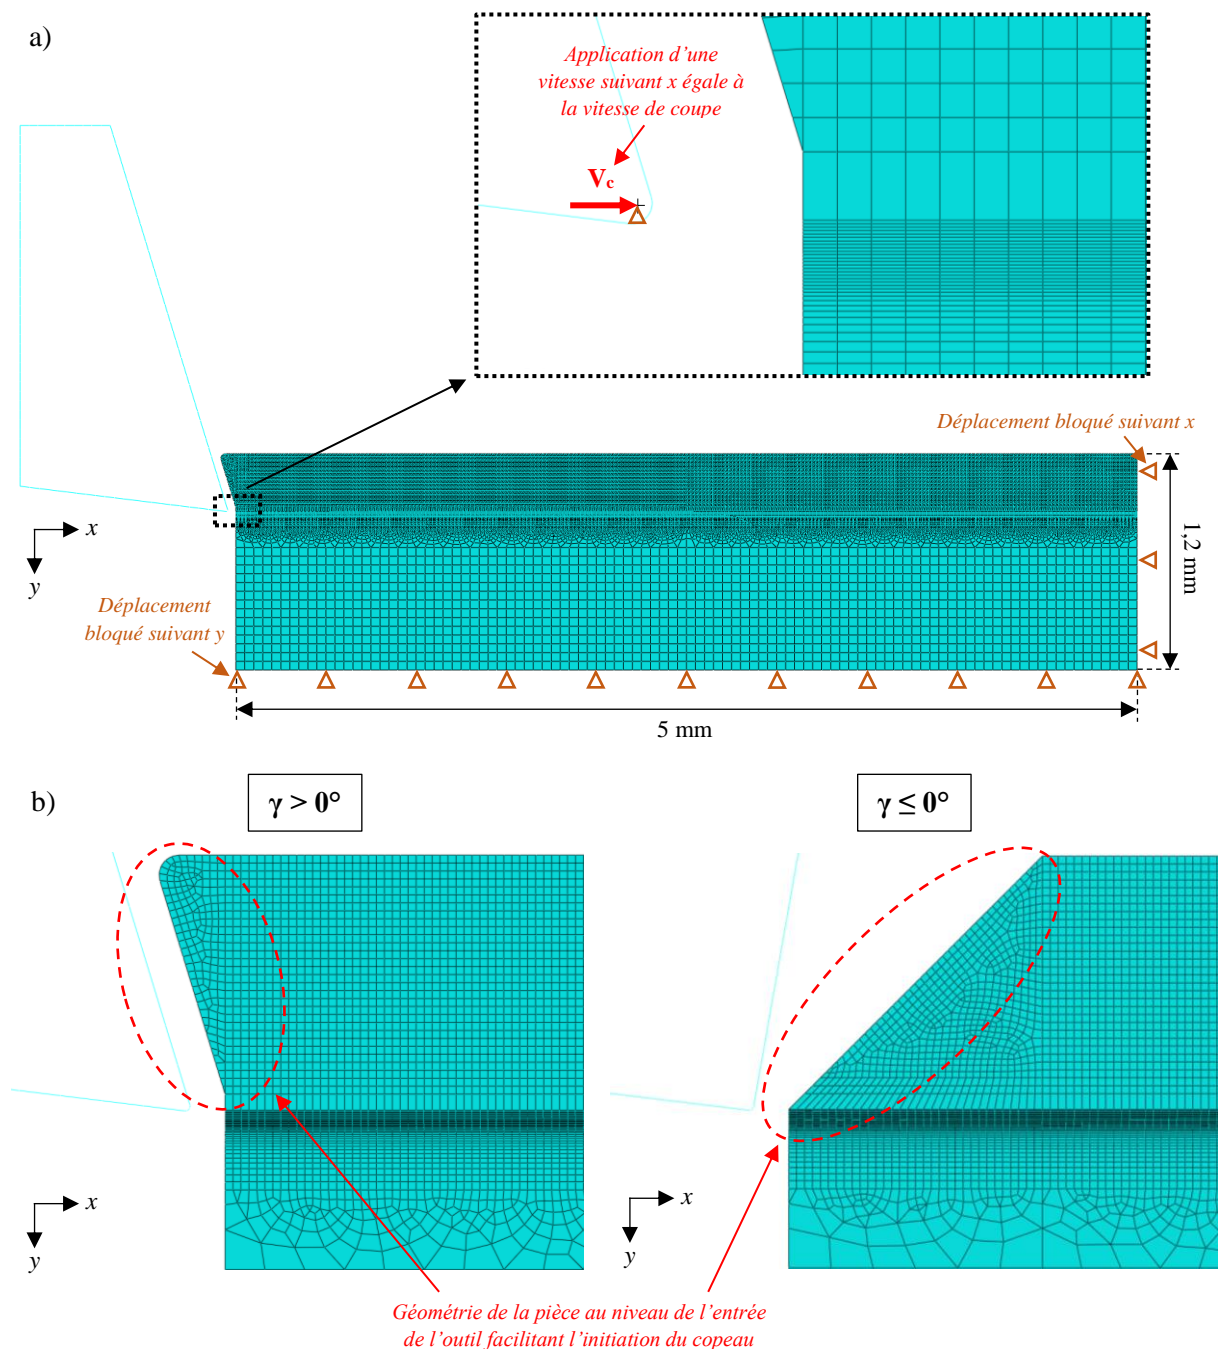 a)
Application d'une
vitesse suivant x égale à
la vitesse de coupe
Vc
Déplacement bloqué suivant x
x
y
1,2 mm
Déplacement
bloqué suivant y
5 mm
b)
γ > 0°
γ ≤ 0°
x
y
x
y
Géométrie de la pièce au niveau de l'entrée
de l'outil facilitant l'initiation du copeau